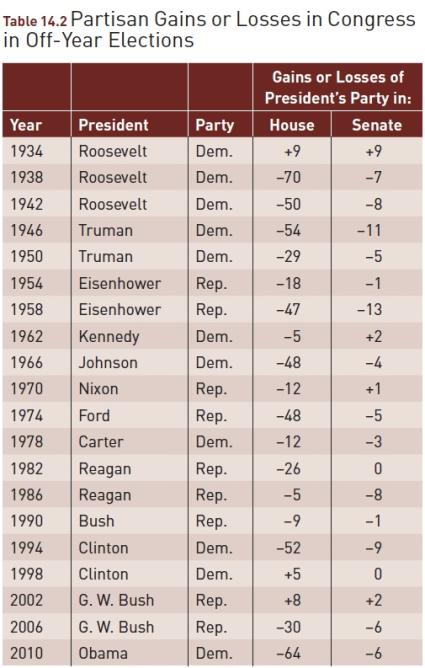 Table 14.2 Partisan Gains or Losses in Congress
in Off-Year Elections
Gains or Losses of
President's Party in:
Year President Party House Senate
1934 Roosevelt Dem. +9 +9
1938 Roosevelt Dem. −70 −7
1942 Roosevelt Dem. −50 −8
1946 Truman Dem. −54 −11
1950 Truman Dem. −29 −5
1954 Eisenhower Rep. −18 −1
1958 Eisenhower Rep. −47 −13
1962 Kennedy Dem. −5 +2
1966 Johnson Dem. −48 −4
1970 Nixon Rep. −12 +1
1974 Ford Rep. −48 −5
1978 Carter Dem. −12 −3
1982 Reagan Rep. −26 0
1986 Reagan Rep. −5 −8
1990 Bush Rep. −9 −1
1994 Clinton Dem. −52 −9
1998 Clinton Dem. +5 0
2002 G. W. Bush Rep. +8 +2
2006 G. W. Bush Rep. −30 −6
2010 Obama Dem. −64 −6